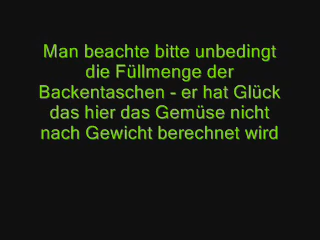 Man beachte bitte unbedingt
die Füllmenge der
Backentaschen - er hat Glück
das hier das Gemüse nicht
nach Gewicht berechnet wird